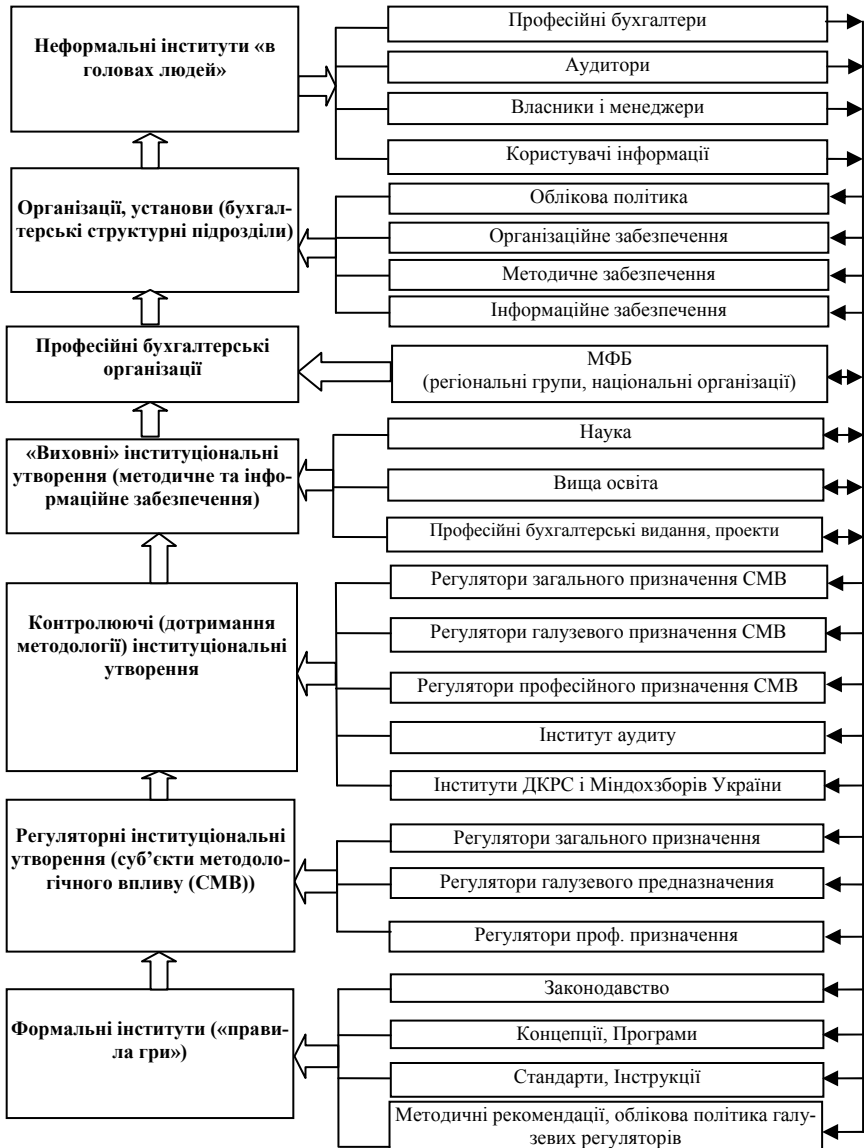 Неформальні інститути «в
головах людей»
Професійні бухгалтери
Аудитори
Власники і менеджери
Користувачі інформації
Організації, установи (бухгал-
терські структурні підрозділи)
Облікова політика
Організаційне забезпечення
Методичне забезпечення
Інформаційне забезпечення
Професійні бухгалтерські
організації
МФБ
(регіональні групи, національні організації)
«Виховні» інституціональні
утворення (методичне та інфо-
рмаційне забезпечення)
Наука
Вища освіта
Професійні бухгалтерські видання, проекти
Контролюючі (дотримання
методології) інституціональні
утворення
Регулятори загального призначення СМВ
Регулятори галузевого призначення СМВ
Регулятори професійного призначення СМВ
Інститут аудиту
Інститути ДКРС і Міндохзборів України
Регуляторні інституціональні
утворення (суб’єкти методоло-
гічного впливу (СМВ))
Регулятори загального призначення
Регулятори галузевого предназначения
Регулятори проф. призначення
Формальні інститути («прави-
ла гри»)
Законодавство
Концепції, Програми
Стандарти, Інструкції
Методичні рекомендації, облікова політика галу-
зевих регуляторів